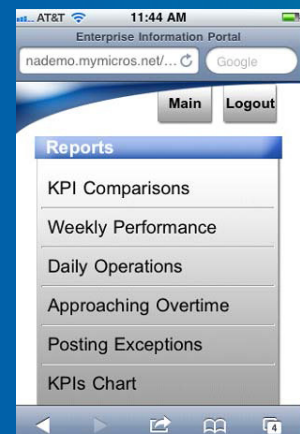 AT&T 11:44 AM
Enterprise Information Portal
nademo.mymicros.net/... Google
Main Logout
Reports
KPI Comparisons
Weekly Performance
Daily Operations
Approaching Overtime
Posting Exceptions
KPIs Chart
4